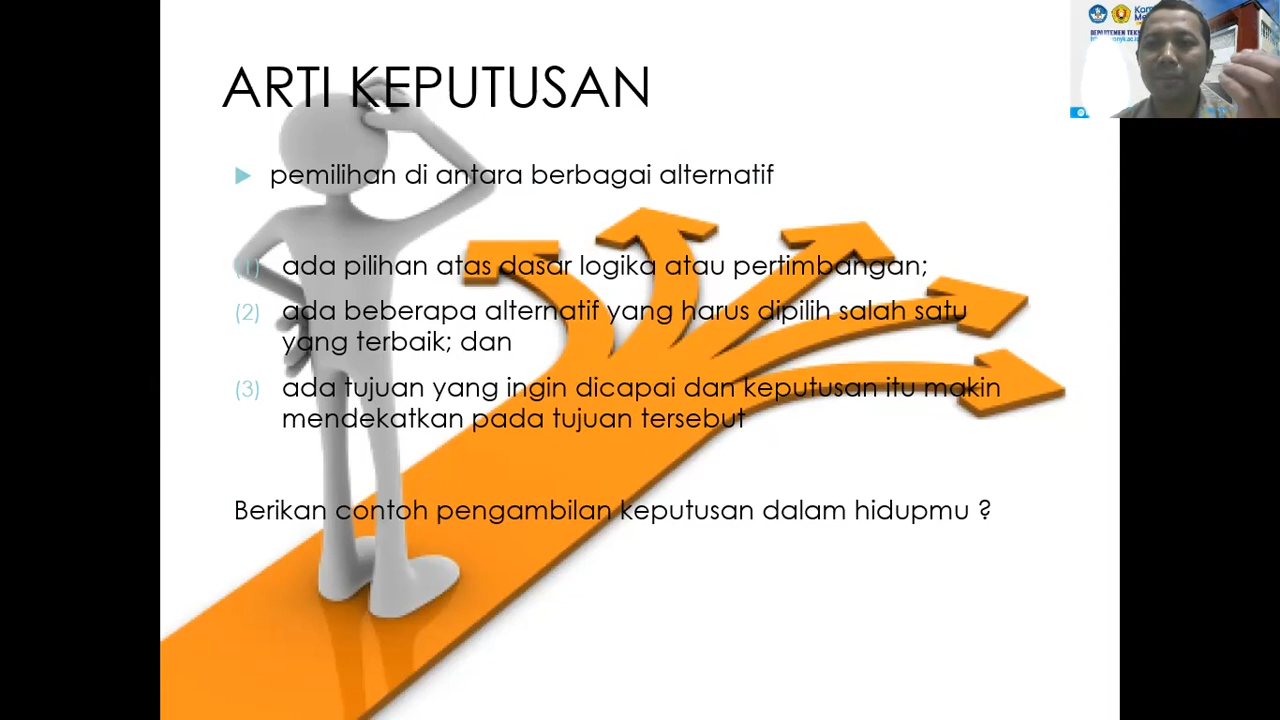 ARTI KEPUTUSAN
pemilihan di antara berbagai alternatif
(1) ada pilihan atas dasar logika atau pertimbangan;
(2) ada beberapa alternatif yang harus dipilih salah satu
yang terbaik; dan
(3) ada tujuan yang ingin dicapai dan keputusan itu makin
mendekatkan pada tujuan tersebut
Berikan contoh pengambilan keputusan dalam hidupmu ?